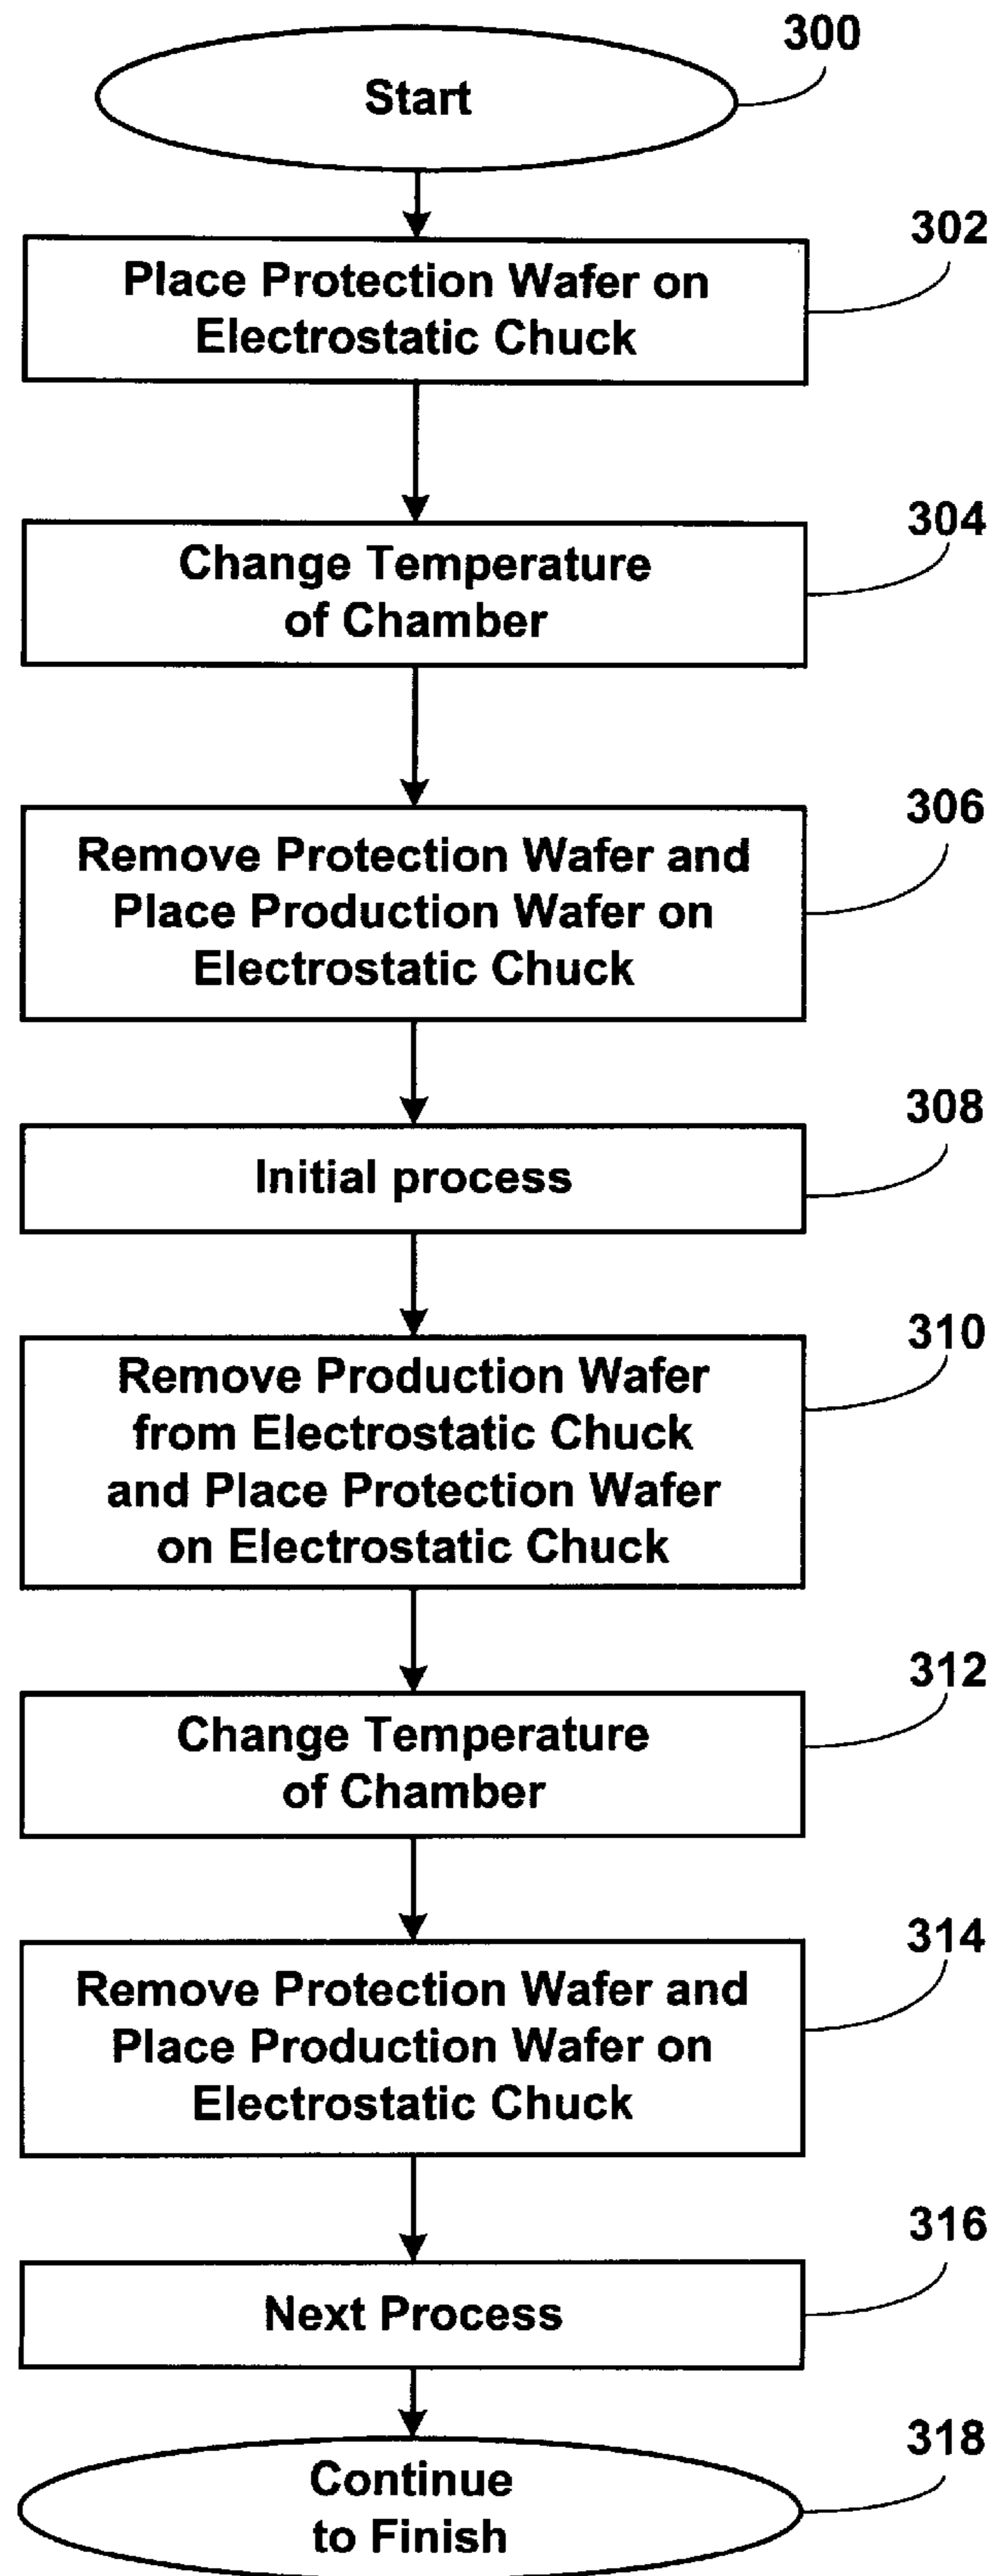 300
Start
302
Place Protection Wafer on
Electrostatic Chuck
304
Change Temperature
of Chamber
306
Remove Protection Wafer and
Place Production Wafer on
Electrostatic Chuck
308
Initial process
310
Remove Production Wafer
from Electrostatic Chuck
and Place Protection Wafer
on Electrostatic Chuck
312
Change Temperature
of Chamber
314
Remove Protection Wafer and
Place Production Wafer on
Electrostatic Chuck
316
Next Process
318
Continue
to Finish